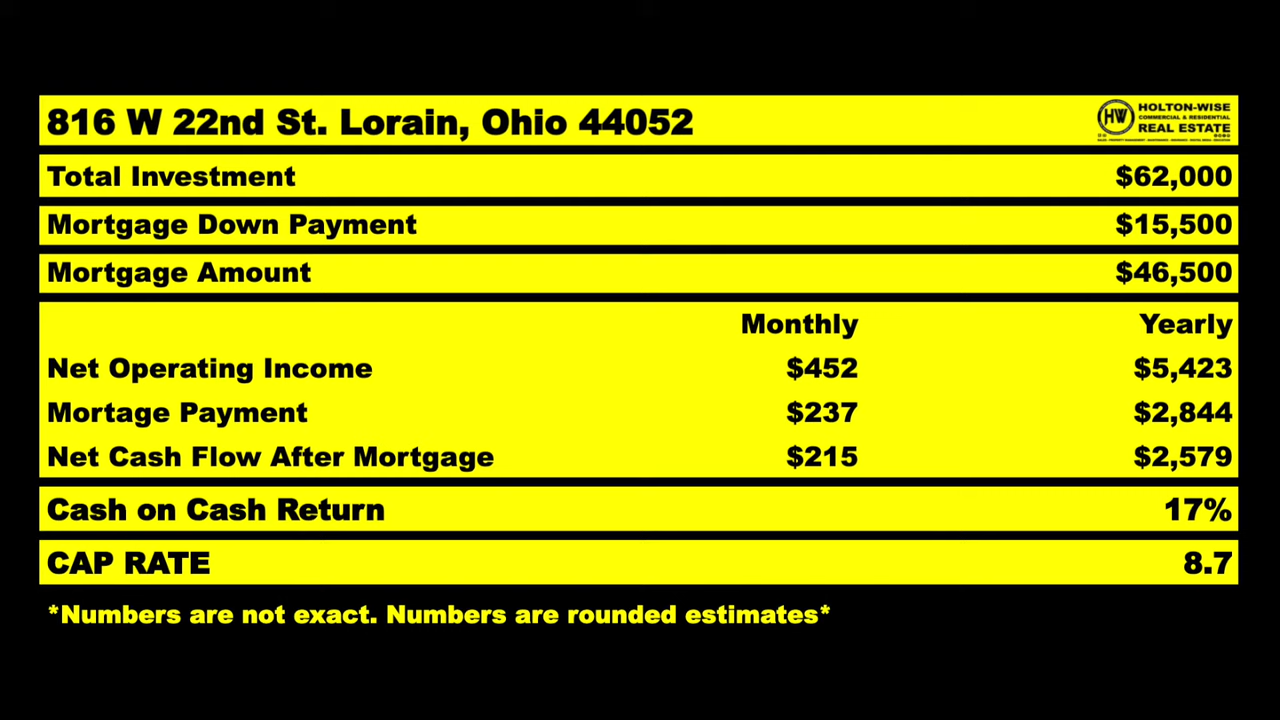 816 W 22nd St. Lorain, Ohio 44052
HW
HOLTON-WISE
COMMERCIAL & RESIDENTIAL
REAL ESTATE
Total Investment $62,000
Mortgage Down Payment $15,500
Mortgage Amount $46,500
Monthly Yearly
Net Operating Income $452 $5,423
Mortage Payment $237 $2,844
Net Cash Flow After Mortgage $215 $2,579
Cash on Cash Return 17%
CAP RATE 8.7
*Numbers are not exact. Numbers are rounded estimates*